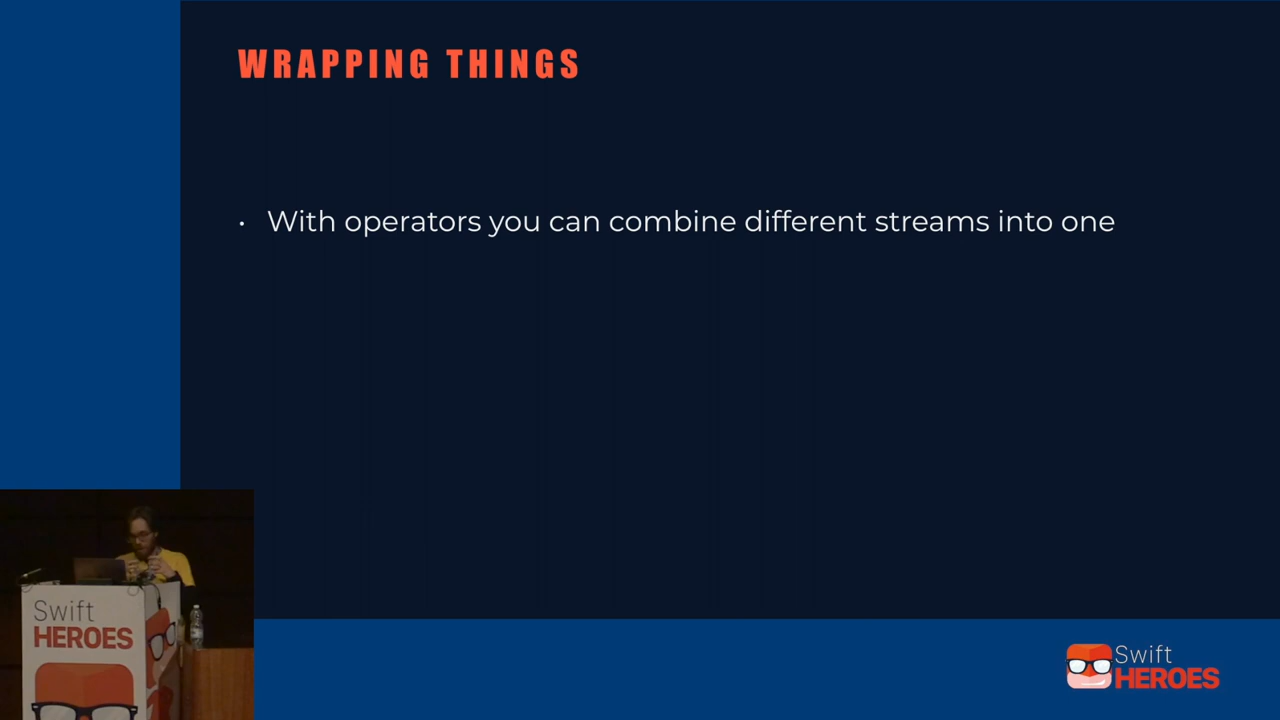 WRAPPING THINGS
· With operators you can combine different streams into one
Swift
HEROES
Swift
HEROES